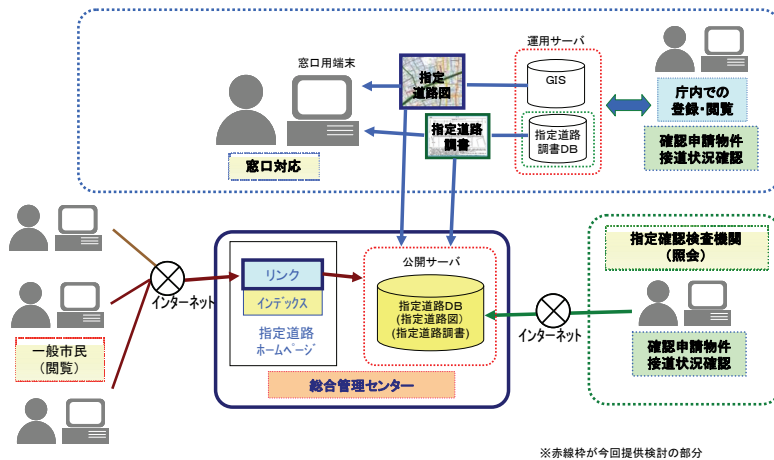 運用サーバ
窓口用端末
指定
道路図
GIS
庁内での
登録・閲覧
指定道路
調書
指定道路
調書DB
確認申請物件
接道状況確認
窓口対応
指定確認検査機関
(照会)
公開サーバ
リンク
インデックス
指定道路
ホームページ
指定道路DB
(指定道路図)
(指定道路調書)
インターネット
インターネット
一般市民
(閲覧)
確認申請物件
接道状況確認
総合管理センター
※赤線枠が今回提供検討の部分